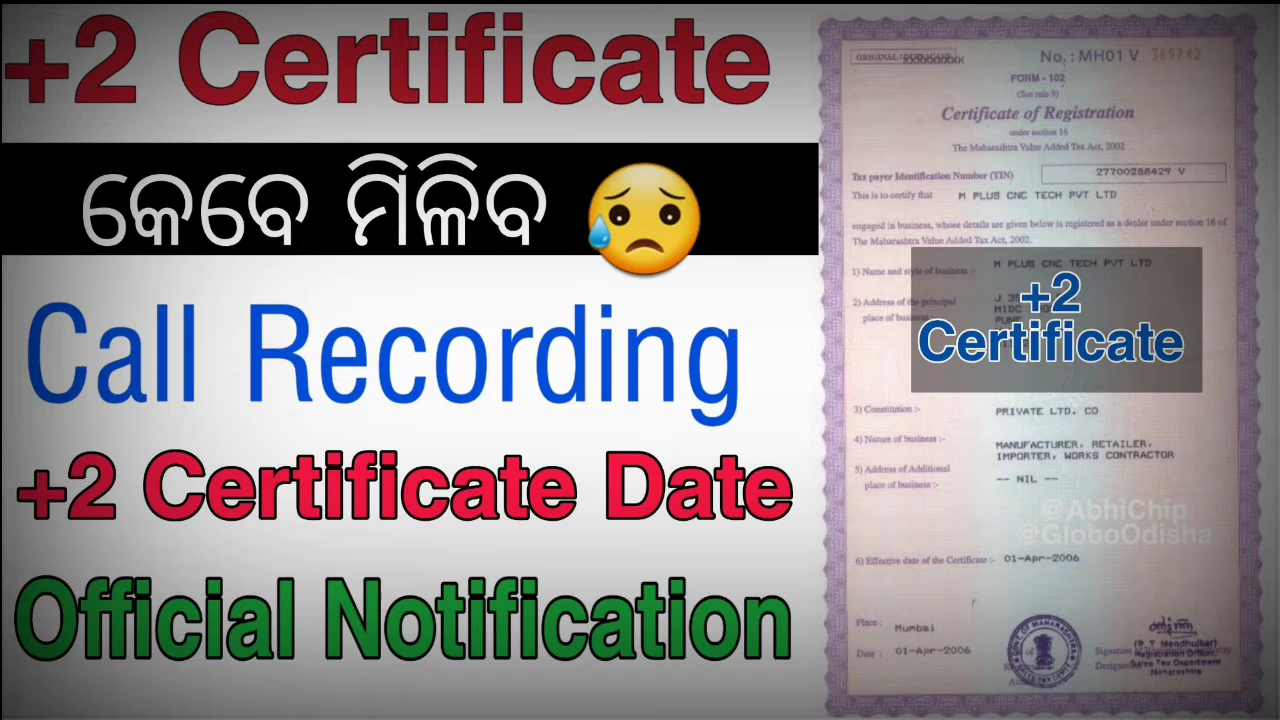 +2 Certificate
କେବେ ମିଳିବ
Call Recording
+2 Certificate Date
Official Notification
No. : MH01 V 365742
FORM - 102
(See rule 9)
Certificate of Registration
under section 16
The Maharashtra Value Added Tax Act, 2002
Tax payer Identification Number (TIN) 27700288429 V
This is to certify that M PLUS CNC TECH PVT LTD
engaged in business, whose details are given below is registered as a dealer under section 16 of
The Maharashtra Value Added Tax Act, 2002.
1) Name and style of business :- M PLUS CNC TECH PVT LTD
2) Address of the principal
place of
+2
Certificate
3) Constitution :- PRIVATE LTD. CO
4) Nature of business :- MANUFACTURER, RETAILER,
IMPORTER, WORKS CONTRACTOR
5) Address of Additional
place of business :- -- NIL --
@AbhiChip
@GloboOdisha
6) Effective date of the Certificate :- 01-Apr-2006
Place : Mumbai
Date : 01-Apr-2006
Registration Officer
Sales Tax Department
Maharashtra